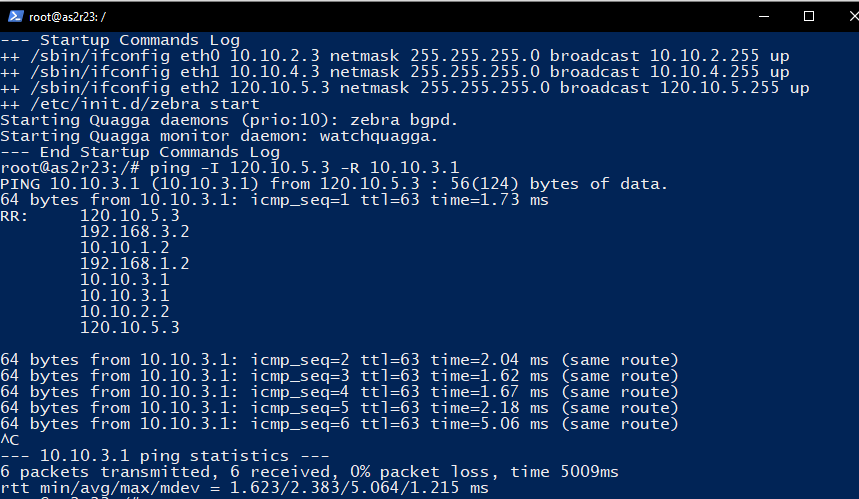 root@as2r23: /
--- Startup Commands Log
++ /sbin/ifconfig eth0 10.10.2.3 netmask 255.255.255.0 broadcast 10.10.2.255 up
++ /sbin/ifconfig eth1 10.10.4.3 netmask 255.255.255.0 broadcast 10.10.4.255 up
++ /sbin/ifconfig eth2 120.10.5.3 netmask 255.255.255.0 broadcast 120.10.5.255 up
++ /etc/init.d/zebra start
Starting Quagga daemons (prio:10): zebra bgpd.
Starting Quagga monitor daemon: watchquagga.
--- End Startup Commands Log
root@as2r23:/# ping -I 120.10.5.3 -R 10.10.3.1
PING 10.10.3.1 (10.10.3.1) from 120.10.5.3 : 56(124) bytes of data.
64 bytes from 10.10.3.1: icmp_seq=1 ttl=63 time=1.73 ms
RR:     120.10.5.3
        192.168.3.2
        10.10.1.2
        192.168.1.2
        10.10.3.1
        10.10.3.1
        10.10.2.2
        120.10.5.3
64 bytes from 10.10.3.1: icmp_seq=2 ttl=63 time=2.04 ms (same route)
64 bytes from 10.10.3.1: icmp_seq=3 ttl=63 time=1.62 ms (same route)
64 bytes from 10.10.3.1: icmp_seq=4 ttl=63 time=1.67 ms (same route)
64 bytes from 10.10.3.1: icmp_seq=5 ttl=63 time=2.18 ms (same route)
64 bytes from 10.10.3.1: icmp_seq=6 ttl=63 time=5.06 ms (same route)
^C
--- 10.10.3.1 ping statistics ---
6 packets transmitted, 6 received, 0% packet loss, time 5009ms
rtt min/avg/max/mdev = 1.623/2.383/5.064/1.215 ms